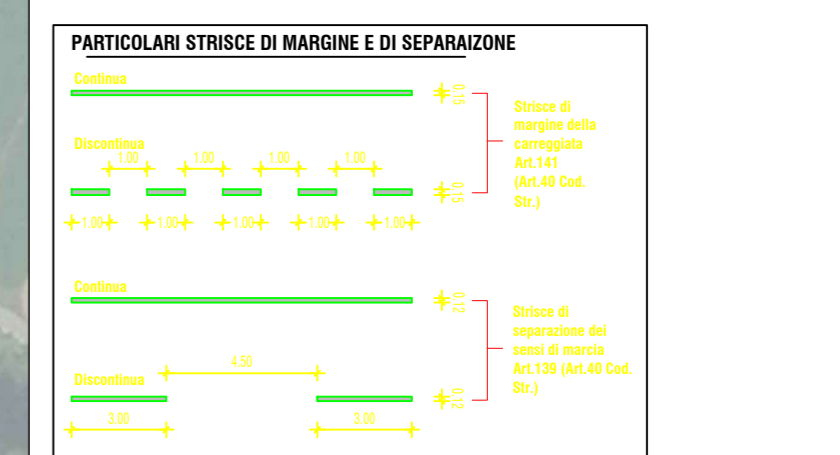 PARTICOLARI STRISCE DI MARGINE E DI SEPARAIZONE
Continua
0.15
Strisce di
margine della
carreggiata
Art.141
(Art.40 Cod.
Str.)
Discontinua
1.00 1.00 1.00 1.00
0.15
1.00 1.00 1.00 1.00 1.00
Continua
0.12
Strisce di
separazione dei
sensi di marcia
Art.139 (Art.40 Cod.
Str.)
4.50
Discontinua
0.12
3.00 3.00